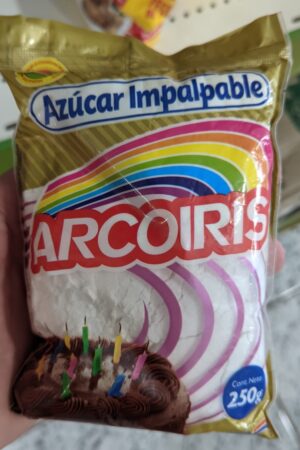 Azúcar Impalpable
ARCOIRIS
Cont. Neto
250g